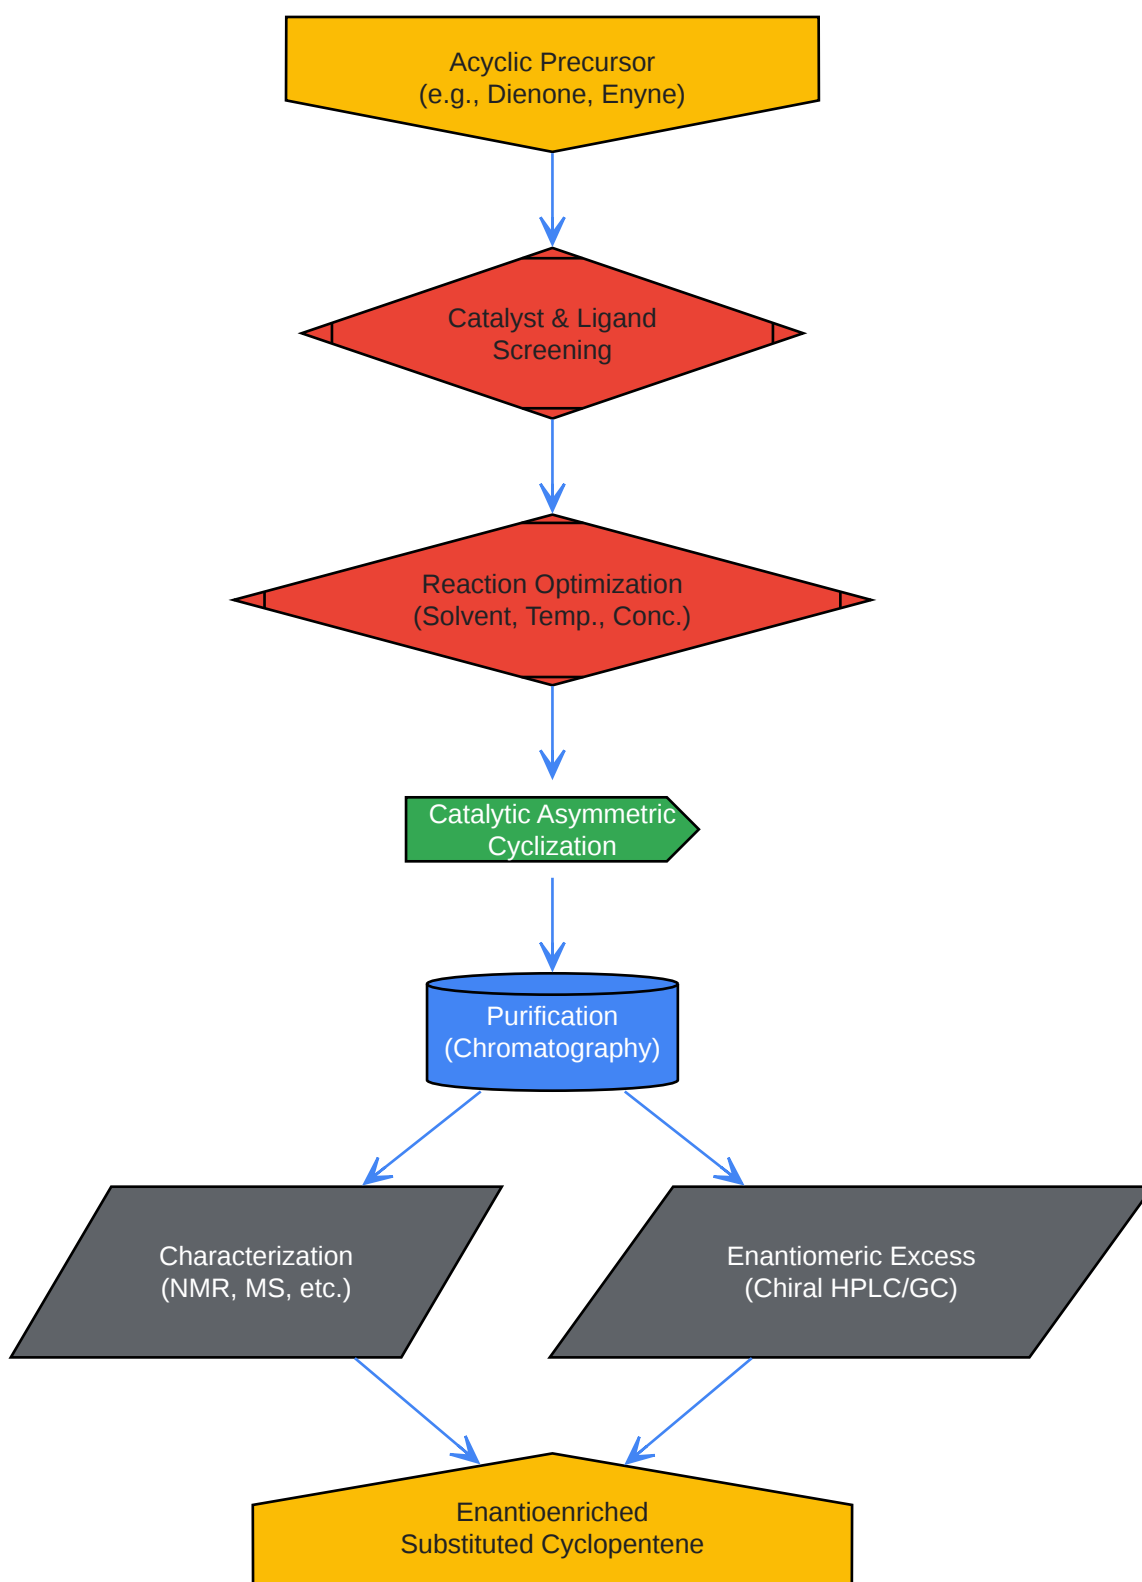 Acyclic Precursor
(e.g., Dienone, Enyne)
Catalyst & Ligand
Screening
Reaction Optimization
(Solvent, Temp., Conc.)
Catalytic Asymmetric
Cyclization
Purification
(Chromatography)
Characterization
(NMR, MS, etc.)
Enantiomeric Excess
(Chiral HPLC/GC)
Enantioenriched
Substituted Cyclopentene